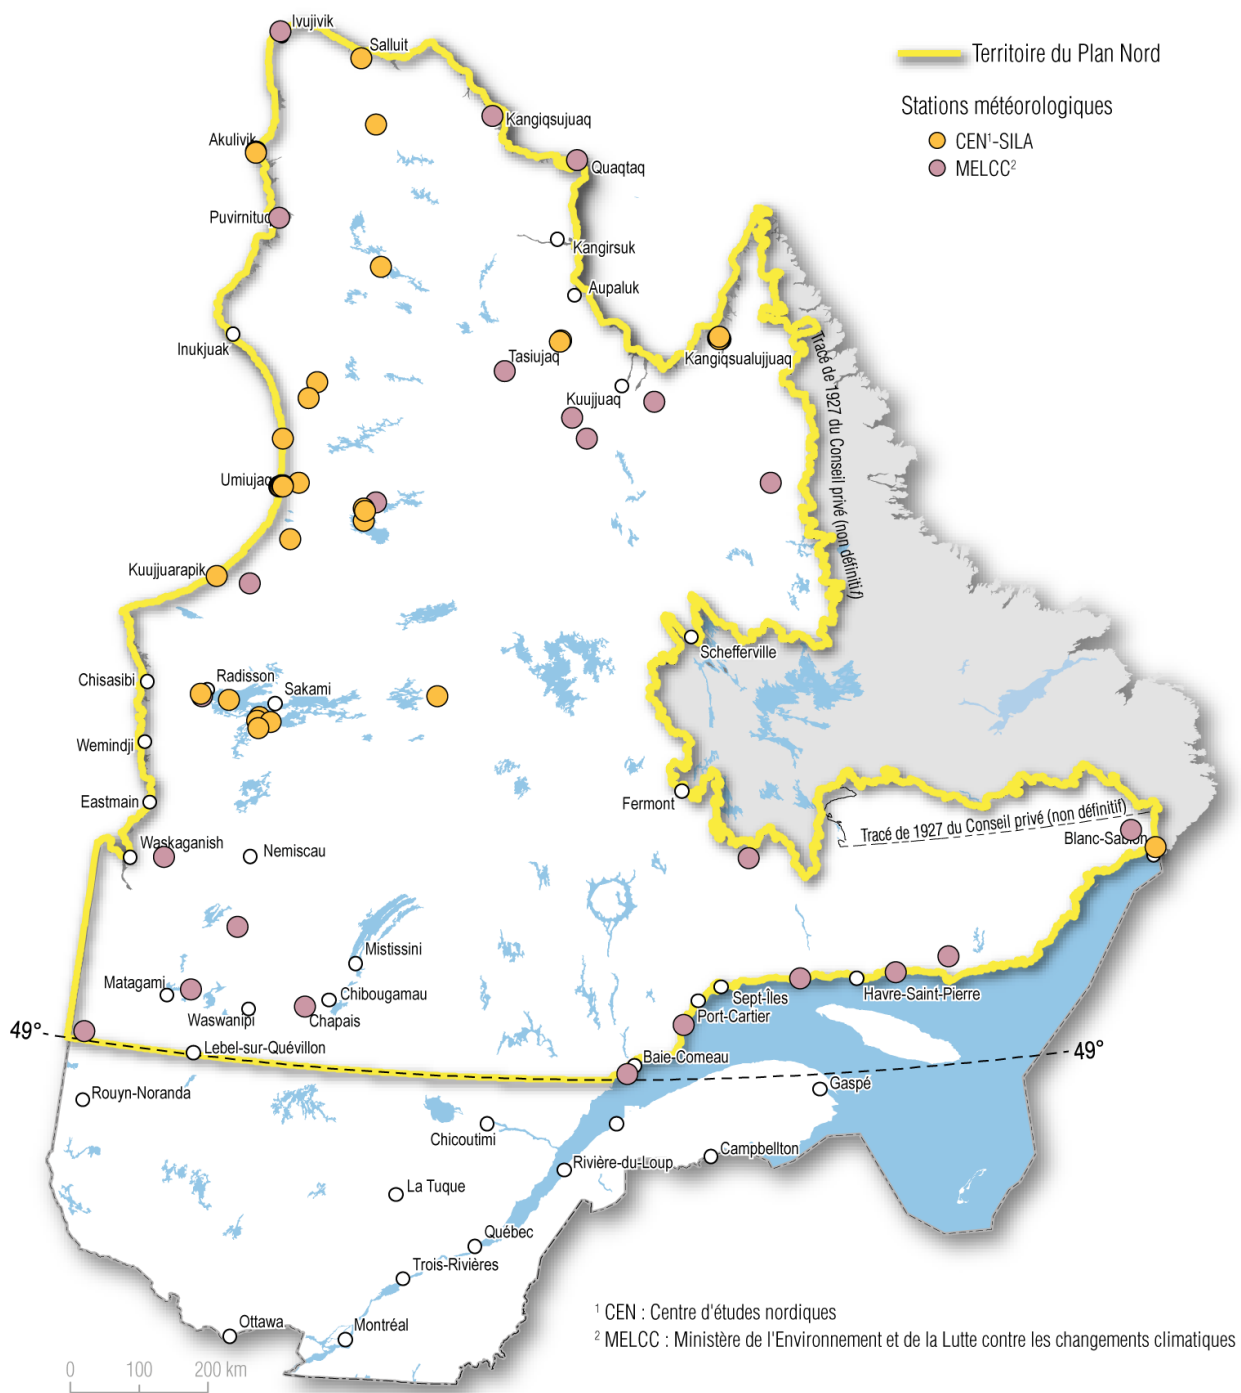 Ivujivik
Salluit
Territoire du Plan Nord
Stations météorologiques
CEN¹-SILA
MELCC²
Kangiqsujuaq
Akulivik
Quaqtaq
Puvirnituq
Kangirsuk
Aupaluk
Inukjuak
Tasiujaq
Kangiqsualujjuaq
Kuujjuaq
Tracé de 1927 du Conseil privé (non définitif)
Umiujaq
Kuujjuarapik
Schefferville
Chisasibi
Radisson
Sakami
Wemindji
Eastmain
Fermont
Tracé de 1927 du Conseil privé (non définitif)
Waskaganish
Nemiscau
Blanc-Sablon
Mistissini
Matagami
Chibougamau
Waswanipi
Chapais
Sept-Îles
Havre-Saint-Pierre
Port-Cartier
49°
Lebel-sur-Quévillon
Baie-Comeau
49°
Rouyn-Noranda
Gaspé
Chicoutimi
Campbellton
Rivière-du-Loup
La Tuque
Québec
Trois-Rivières
Ottawa
Montréal
¹ CEN : Centre d'études nordiques
² MELCC : Ministère de l'Environnement et de la Lutte contre les changements climatiques
0 100 200 km